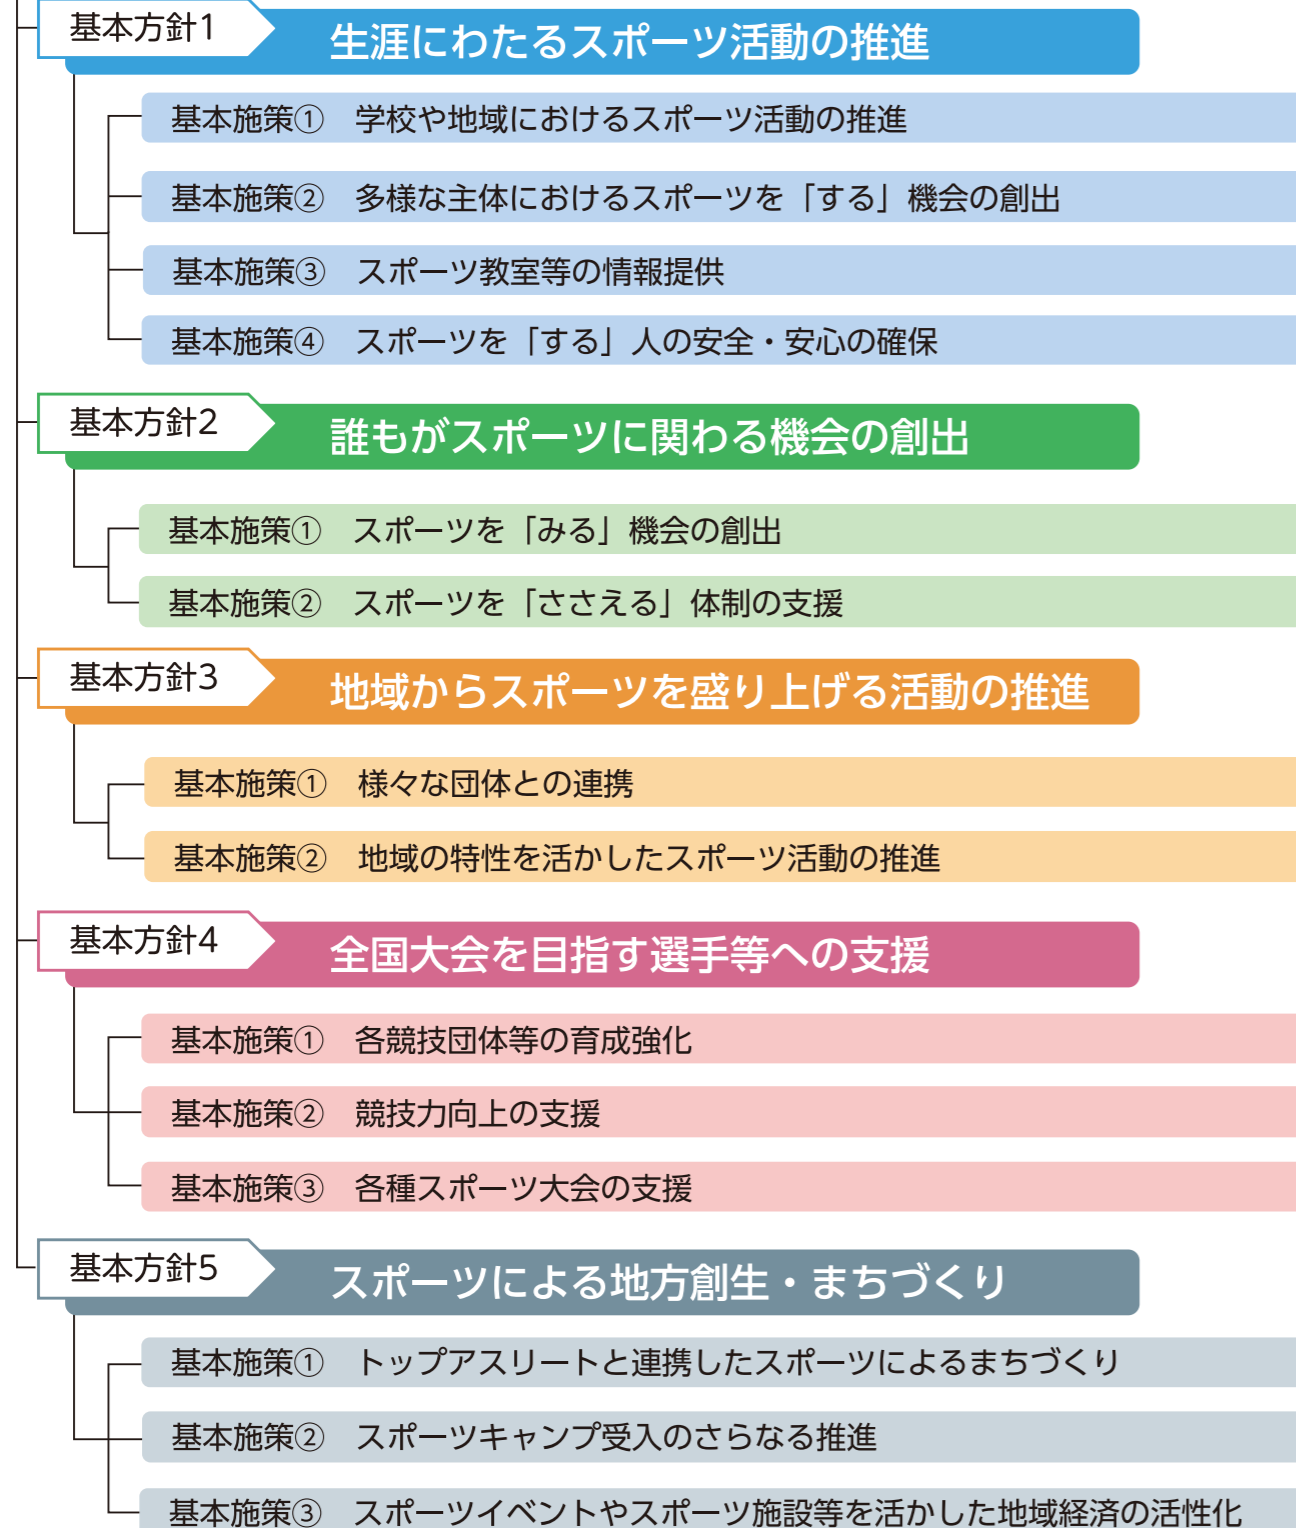 基本方針1 生涯にわたるスポーツ活動の推進
基本施策① 学校や地域におけるスポーツ活動の推進
基本施策② 多様な主体におけるスポーツを「する」機会の創出
基本施策③ スポーツ教室等の情報提供
基本施策④ スポーツを「する」人の安全・安心の確保
基本方針2 誰もがスポーツに関わる機会の創出
基本施策① スポーツを「みる」機会の創出
基本施策② スポーツを「ささえる」体制の支援
基本方針3 地域からスポーツを盛り上げる活動の推進
基本施策① 様々な団体との連携
基本施策② 地域の特性を活かしたスポーツ活動の推進
基本方針4 全国大会を目指す選手等への支援
基本施策① 各競技団体等の育成強化
基本施策② 競技力向上の支援
基本施策③ 各種スポーツ大会の支援
基本方針5 スポーツによる地方創生・まちづくり
基本施策① トップアスリートと連携したスポーツによるまちづくり
基本施策② スポーツキャンプ受入のさらなる推進
基本施策③ スポーツイベントやスポーツ施設等を活かした地域経済の活性化